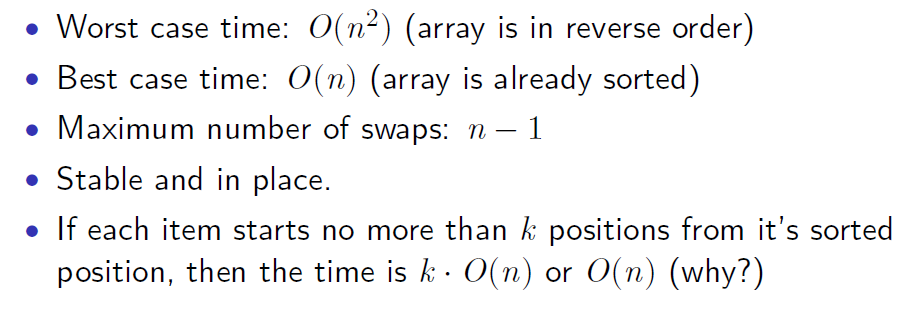 • Worst case time: O(n²) (array is in reverse order)
• Best case time: O(n) (array is already sorted)
• Maximum number of swaps: n − 1
• Stable and in place.
• If each item starts no more than k positions from it's sorted
position, then the time is k · O(n) or O(n) (why?)